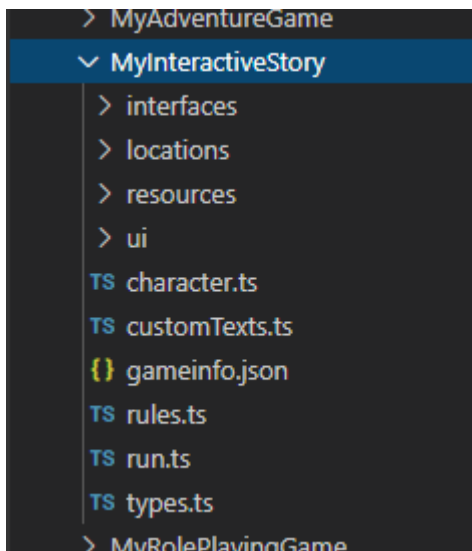 MyAdventureGame
MyInteractiveStory
interfaces
locations
resources
ui
TS character.ts
TS customTexts.ts
{} gameinfo.json
TS rules.ts
TS run.ts
TS types.ts
MyRolePlayingGame